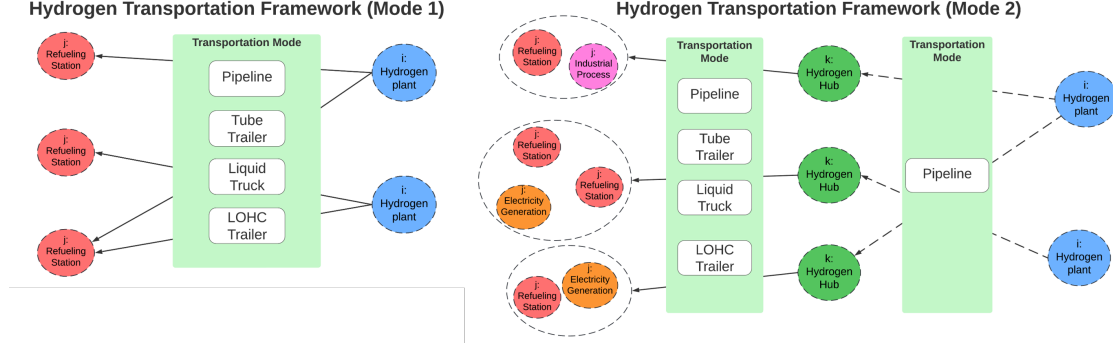 Hydrogen Transportation Framework (Mode 1)
j:
Refueling
Station
j:
Refueling
Station
j:
Refueling
Station
Transportation Mode
Pipeline
Tube
Trailer
Liquid
Truck
LOHC
Trailer
i:
Hydrogen
plant
i:
Hydrogen
plant
Hydrogen Transportation Framework (Mode 2)
j:
Refueling
Station
j:
Industrial
Process
j:
Refueling
Station
j:
Refueling
Station
j:
Electricity
Generation
j:
Refueling
Station
j:
Electricity
Generation
Transportation
Mode
Pipeline
Tube
Trailer
Liquid
Truck
LOHC
Trailer
k:
Hydrogen
Hub
k:
Hydrogen
Hub
k:
Hydrogen
Hub
Transportation
Mode
Pipeline
i:
Hydrogen
plant
i:
Hydrogen
plant